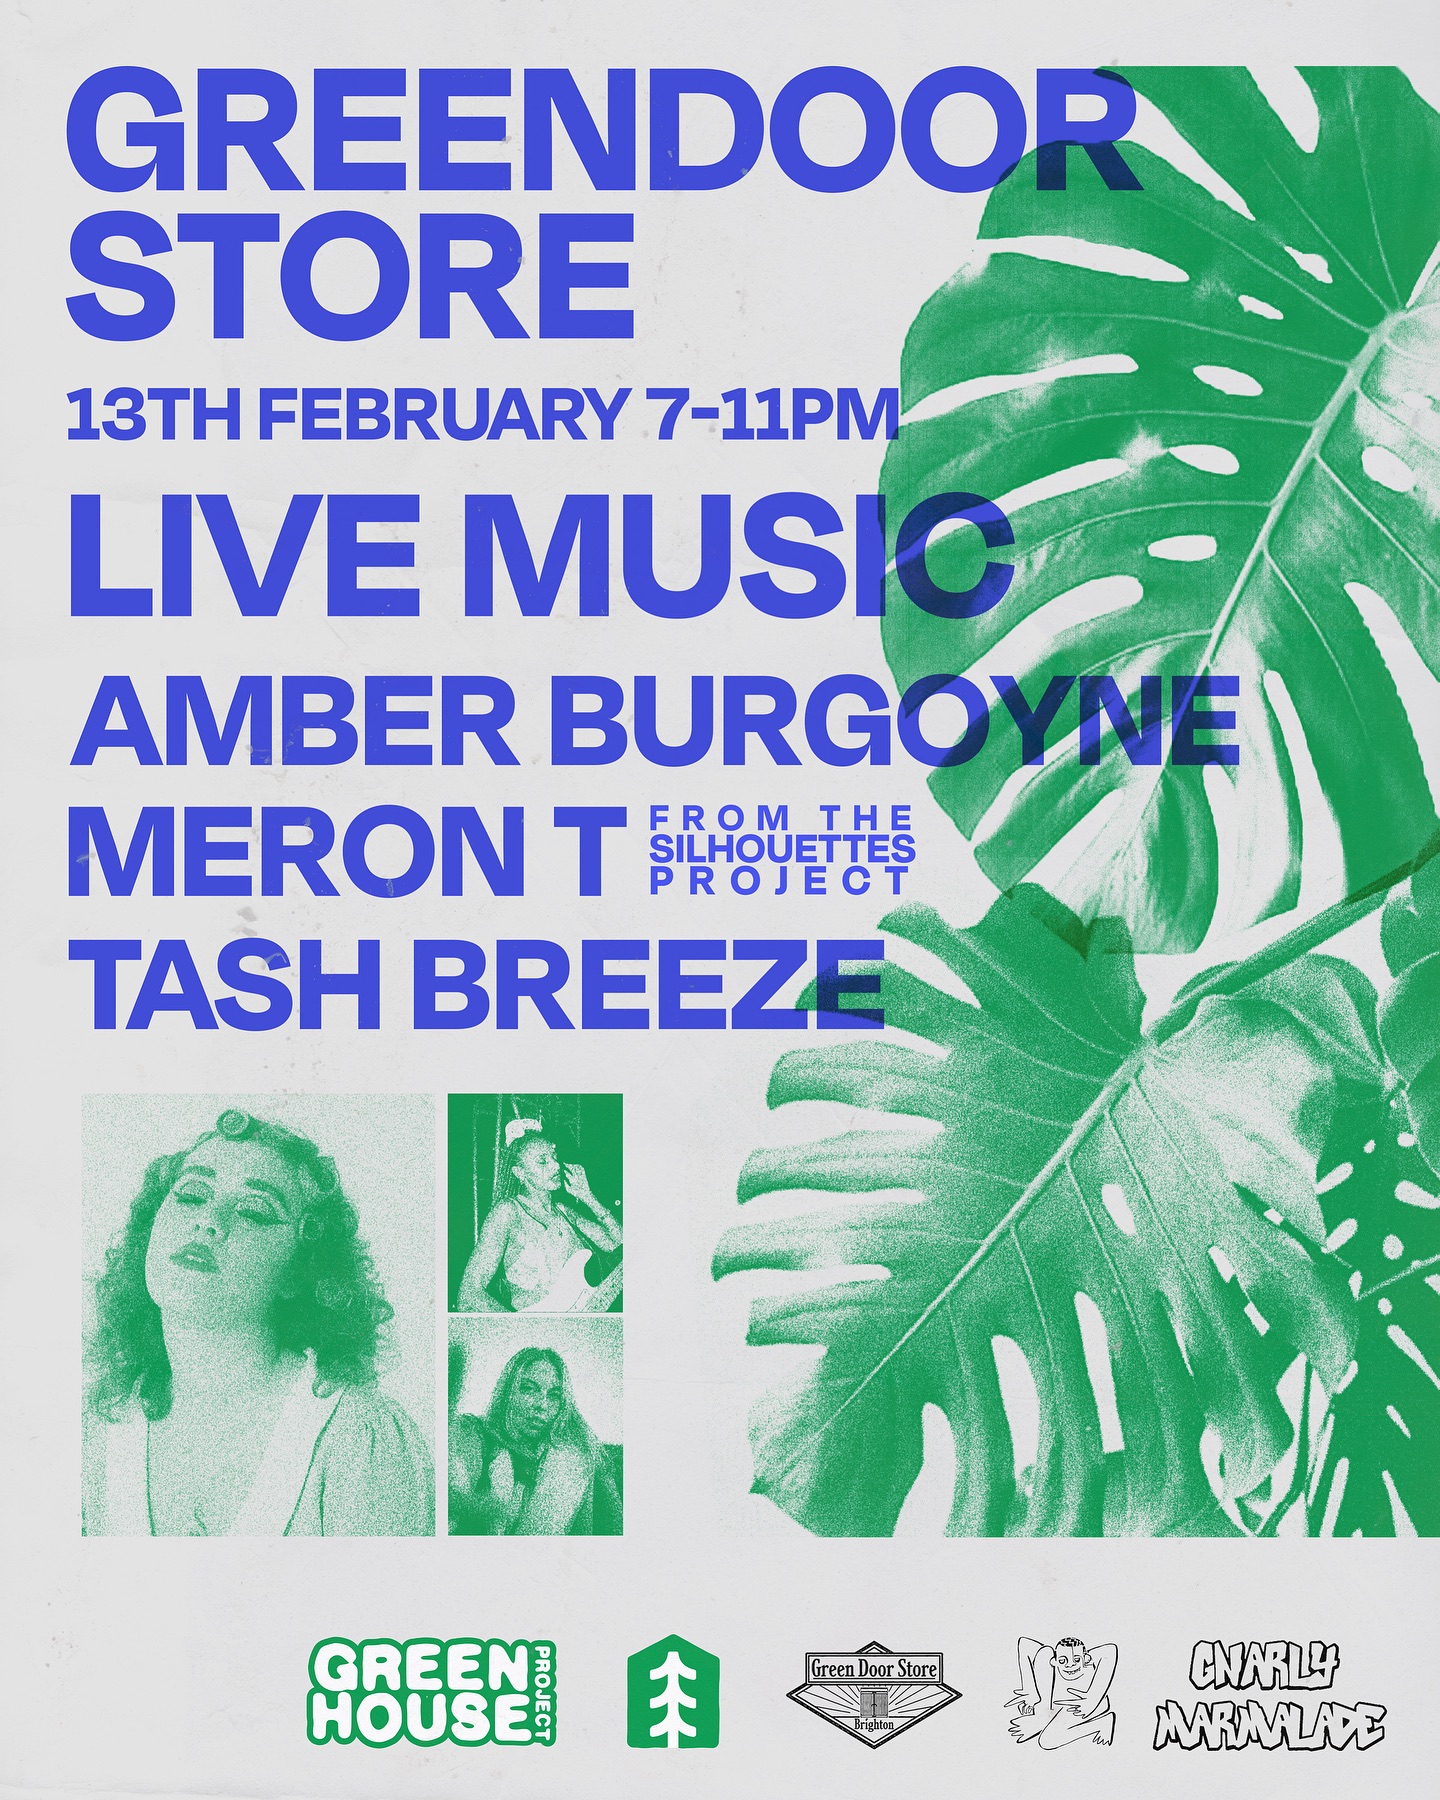 GREENDOOR
STORE
13TH FEBRUARY 7-11PM
LIVE MUSIC
AMBER BURGOYNE
MERON T
FROM THE
SILHOUETTES
PROJECT
TASH BREEZE
GREEN
HOUSE
PROJECT
Green Door Store
Brighton
GNARLY
MARMALADE